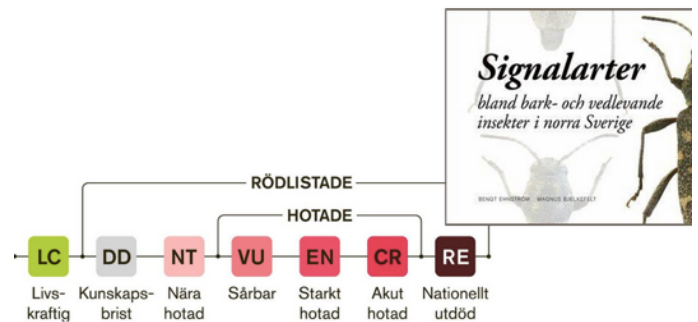 Signalarter
bland bark- och vedlevande
insekter i norra Sverige
BENGT EHNSTRÖM MAGNUS BJELKEFELT
RÖDLISTADE
HOTADE
LC DD NT VU EN CR RE
Livs- Kunskaps- Nära Sårbar Starkt Akut Nationellt
kraftig brist hotad hotad hotad utdöd